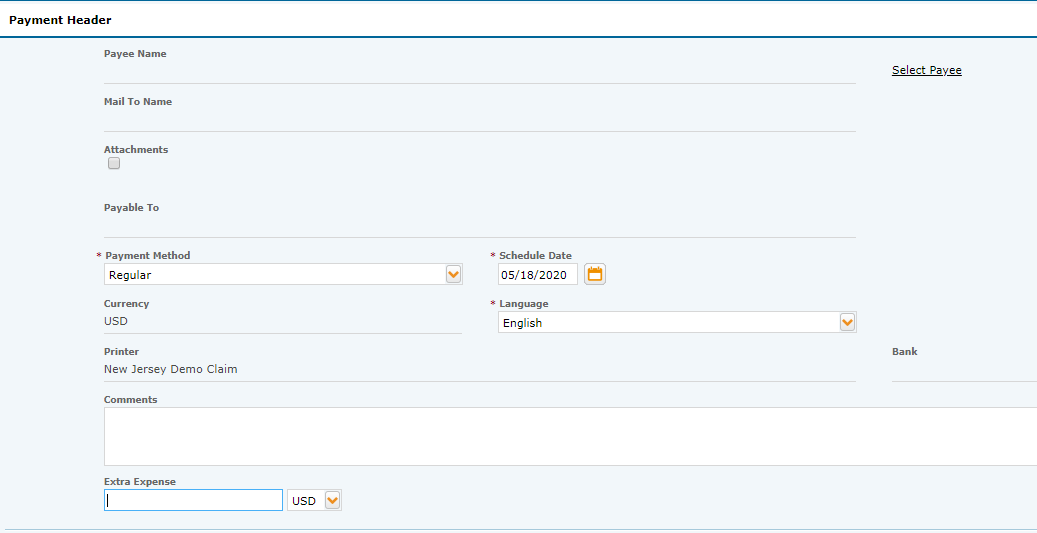 Payment Header
Payee Name
Select Payee
Mail To Name
Attachments
Payable To
* Payment Method
* Schedule Date
Regular
05/18/2020
Currency
* Language
USD
English
Printer
Bank
New Jersey Demo Claim
Comments
Extra Expense
USD